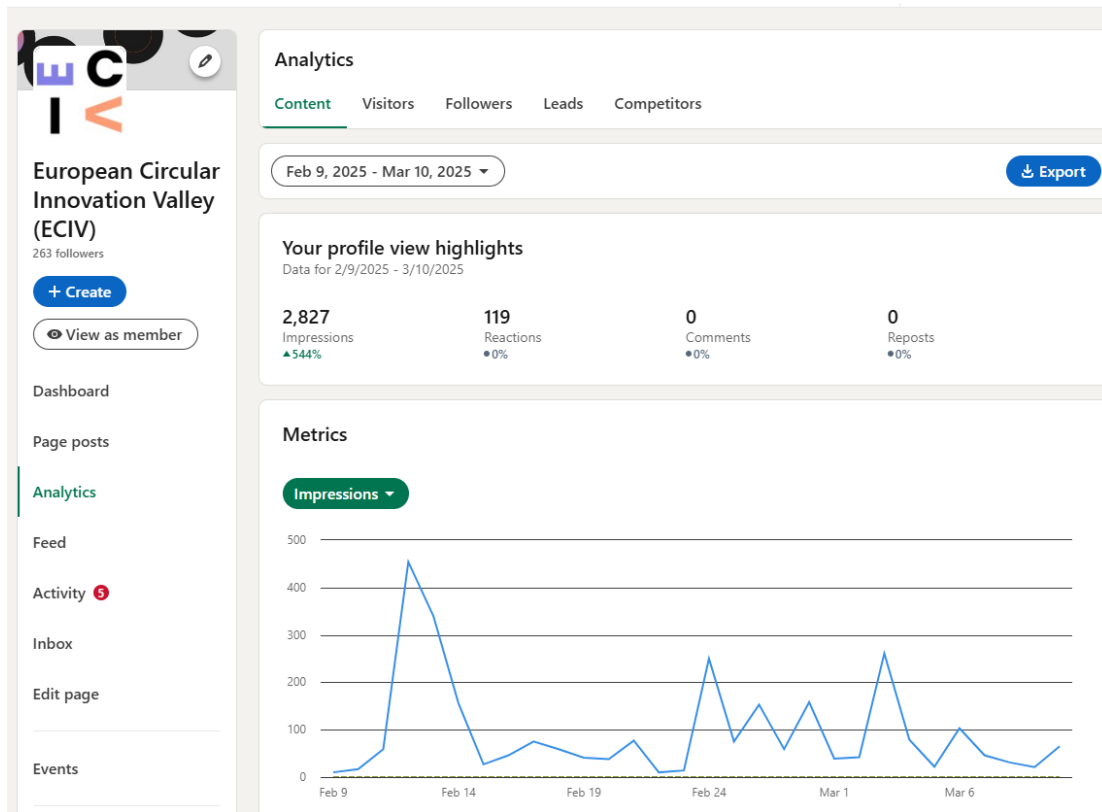 E C
I V
European Circular
Innovation Valley
(ECIV)
263 followers
+ Create
View as member
Dashboard
Page posts
Analytics
Feed
Activity 5
Inbox
Edit page
Events
Analytics
Content Visitors Followers Leads Competitors
Feb 9, 2025 - Mar 10, 2025
Export
Your profile view highlights
Data for 2/9/2025 - 3/10/2025
2,827 119 0 0
Impressions Reactions Comments Reposts
▲544% •0% •0% •0%
Metrics
Impressions
500
400
300
200
100
0
Feb 9 Feb 14 Feb 19 Feb 24 Mar 1 Mar 6